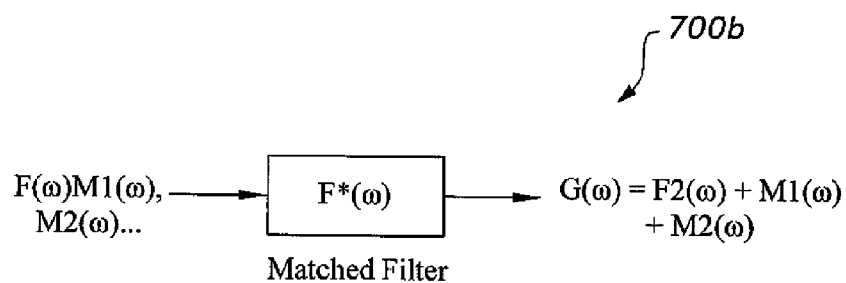 700b
F(ω)M1(ω),
M2(ω)...
F*(ω)
G(ω) = F2(ω) + M1(ω)
+ M2(ω)
Matched Filter